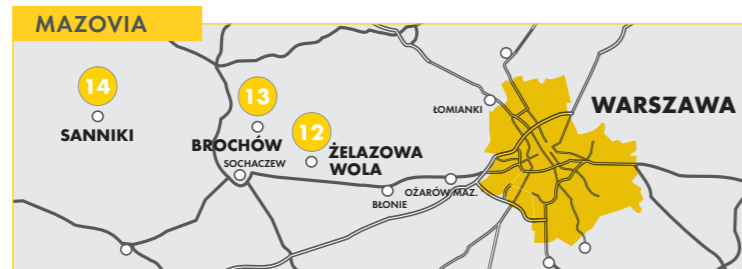 MAZOVIA
14
SANNIKI
13
BROCHÓW
SOCHACZEW
12
ŻELAZOWA
WOLA
BŁONIE
OŻARÓW MAZ.
ŁOMIANKI
WARSZAWA